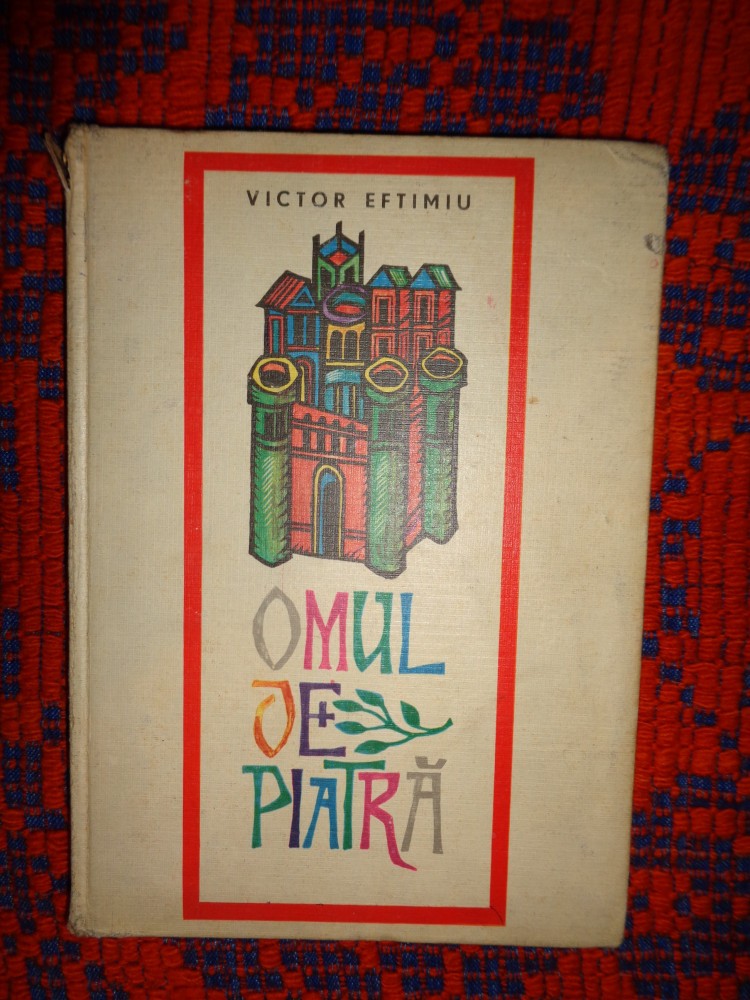 VICTOR EFTIMIU
OMUL
DE
PIATRĂ